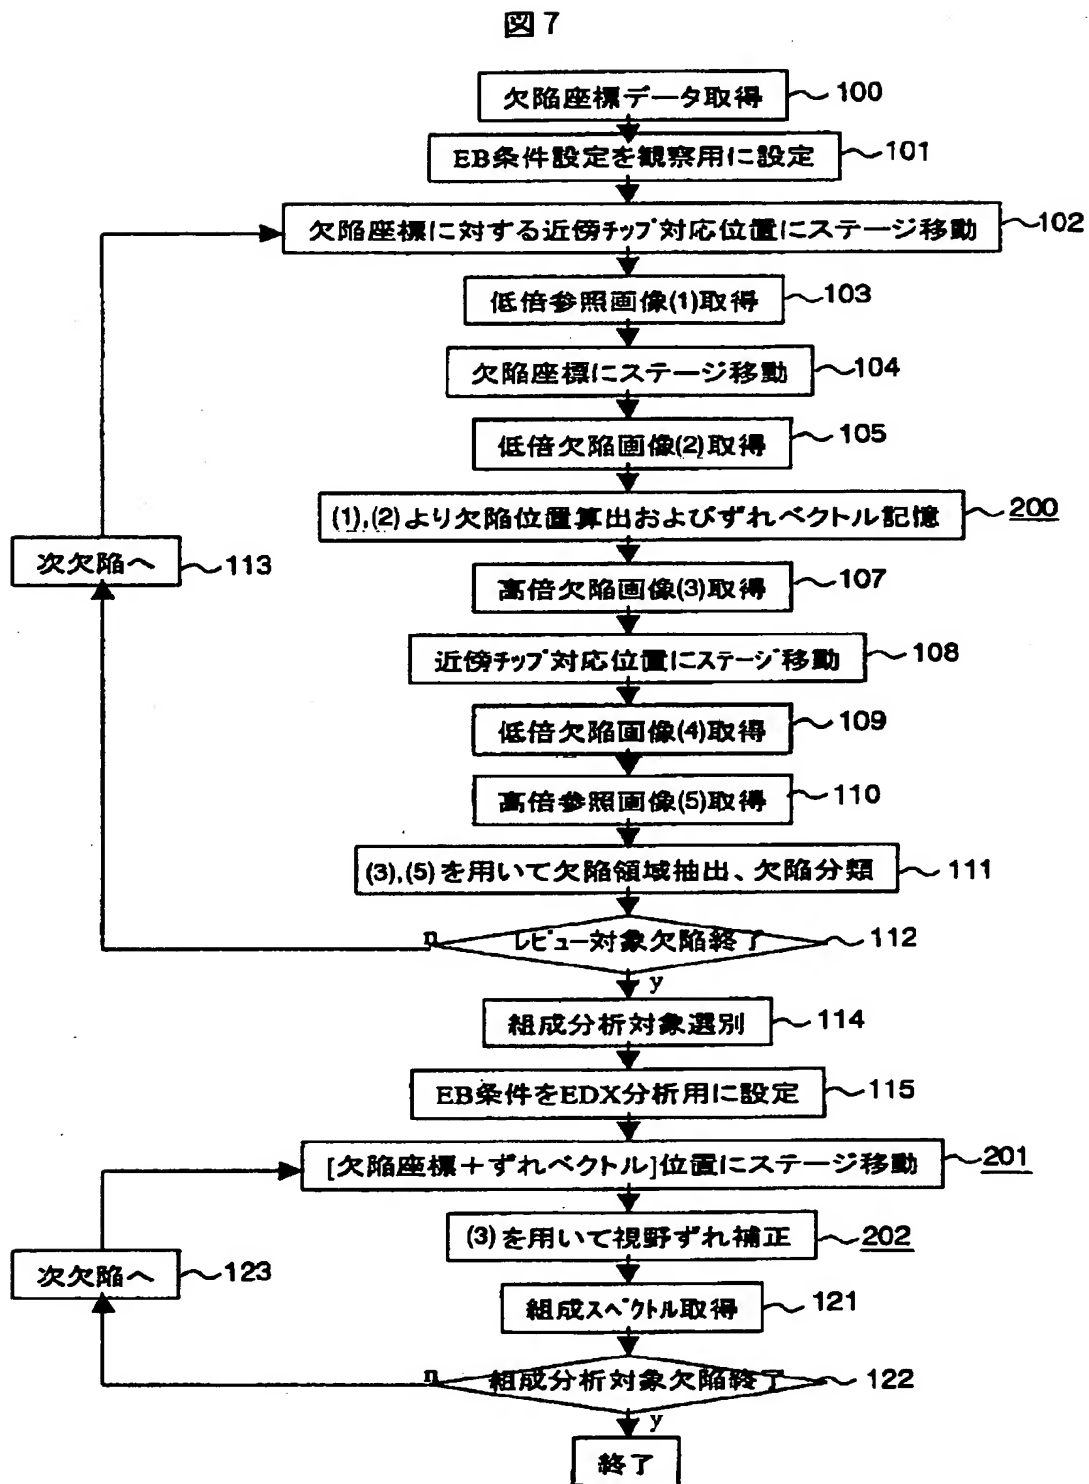 図7
欠陥座標データ取得 100
EB条件設定を観察用に設定 101
欠陥座標に対する近傍チップ対応位置にステージ移動 102
低倍参照画像(1)取得 103
欠陥座標にステージ移動 104
低倍欠陥画像(2)取得 105
(1),(2)より欠陥位置算出およびずれベクトル記憶 200
次欠陥へ 113
高倍欠陥画像(3)取得 107
近傍チップ対応位置にステージ移動 108
低倍欠陥画像(4)取得 109
高倍参照画像(5)取得 110
(3),(5)を用いて欠陥領域抽出、欠陥分類 111
n レビュー対象欠陥終了 112
y
組成分析対象選別 114
EB条件をEDX分析用に設定 115
[欠陥座標+ずれベクトル]位置にステージ移動 201
(3)を用いて視野ずれ補正 202
次欠陥へ 123
組成スペクトル取得 121
n 組成分析対象欠陥終了 122
y
終了